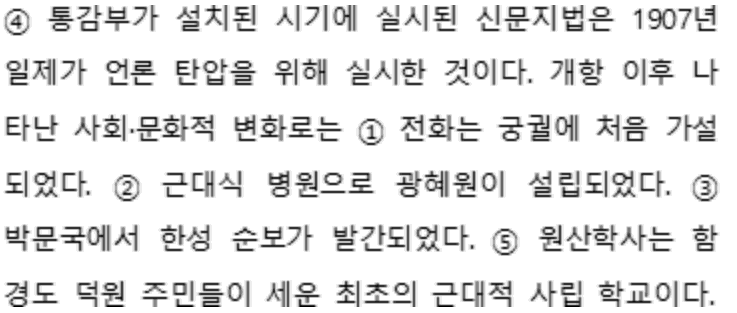 ④ 통감부가 설치된 시기에 실시된 신문지법은 1907년
일제가 언론 탄압을 위해 실시한 것이다. 개항 이후 나
타난 사회·문화적 변화로는 ① 전화는 궁궐에 처음 가설
되었다. ② 근대식 병원으로 광혜원이 설립되었다. ③
박문국에서 한성 순보가 발간되었다. ⑤ 원산학사는 함
경도 덕원 주민들이 세운 최초의 근대적 사립 학교이다.